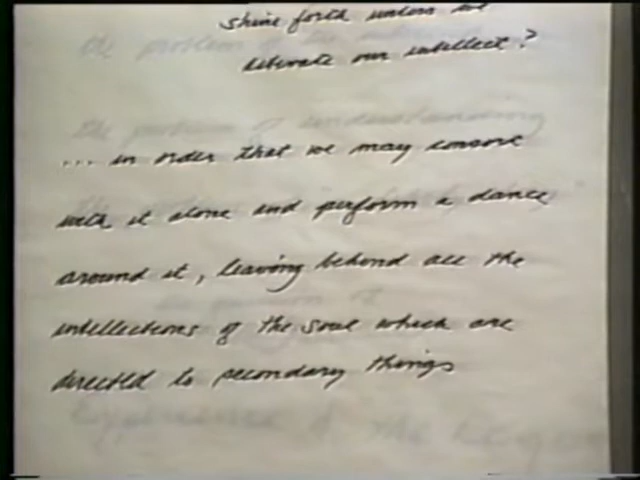 shine forth unless we
liberate our intellect?
... in order that we may consort
with it alone and perform a dance
around it, leaving behind all the
intellections of the soul which are
directed to secondary things